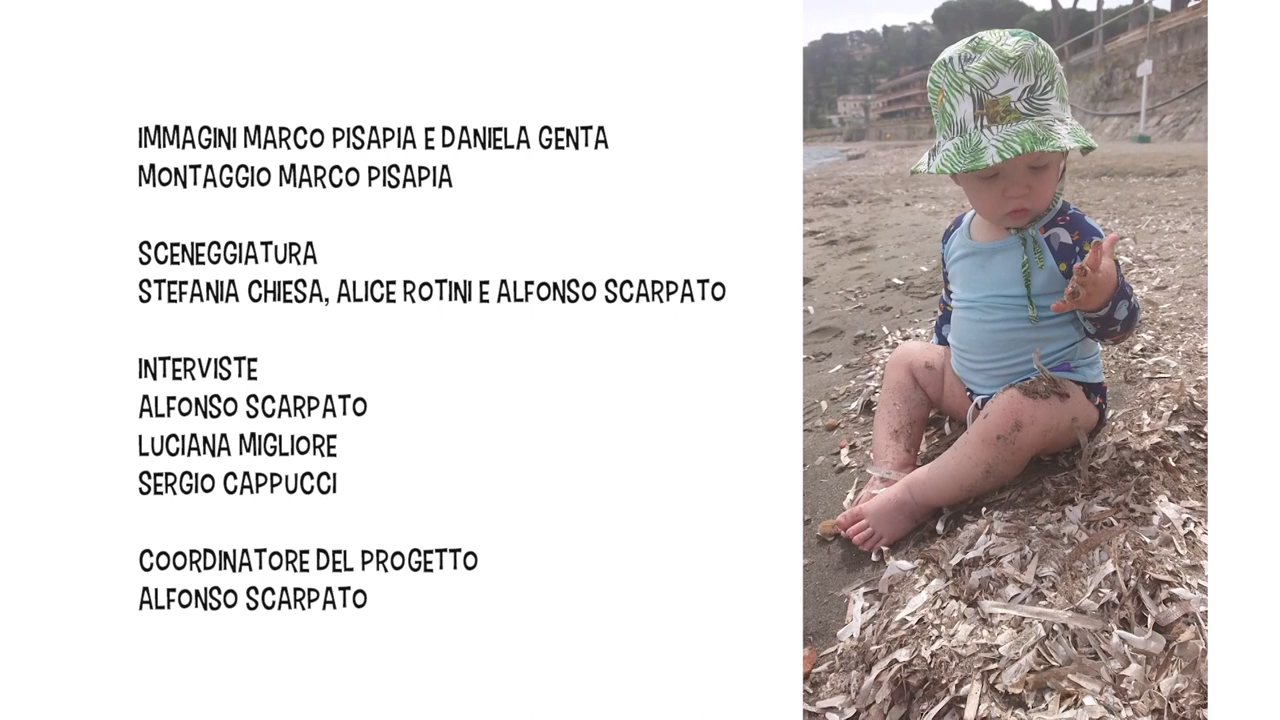 IMMAGINI MARCO PISAPIA E DANIELA GENTA
MONTAGGIO MARCO PISAPIA
SCENEGGIATURA
STEFANIA CHIESA, ALICE ROTINI E ALFONSO SCARPATO
INTERVISTE
ALFONSO SCARPATO
LUCIANA MIGLIORE
SERGIO CAPPUCCI
COORDINATORE DEL PROGETTO
ALFONSO SCARPATO